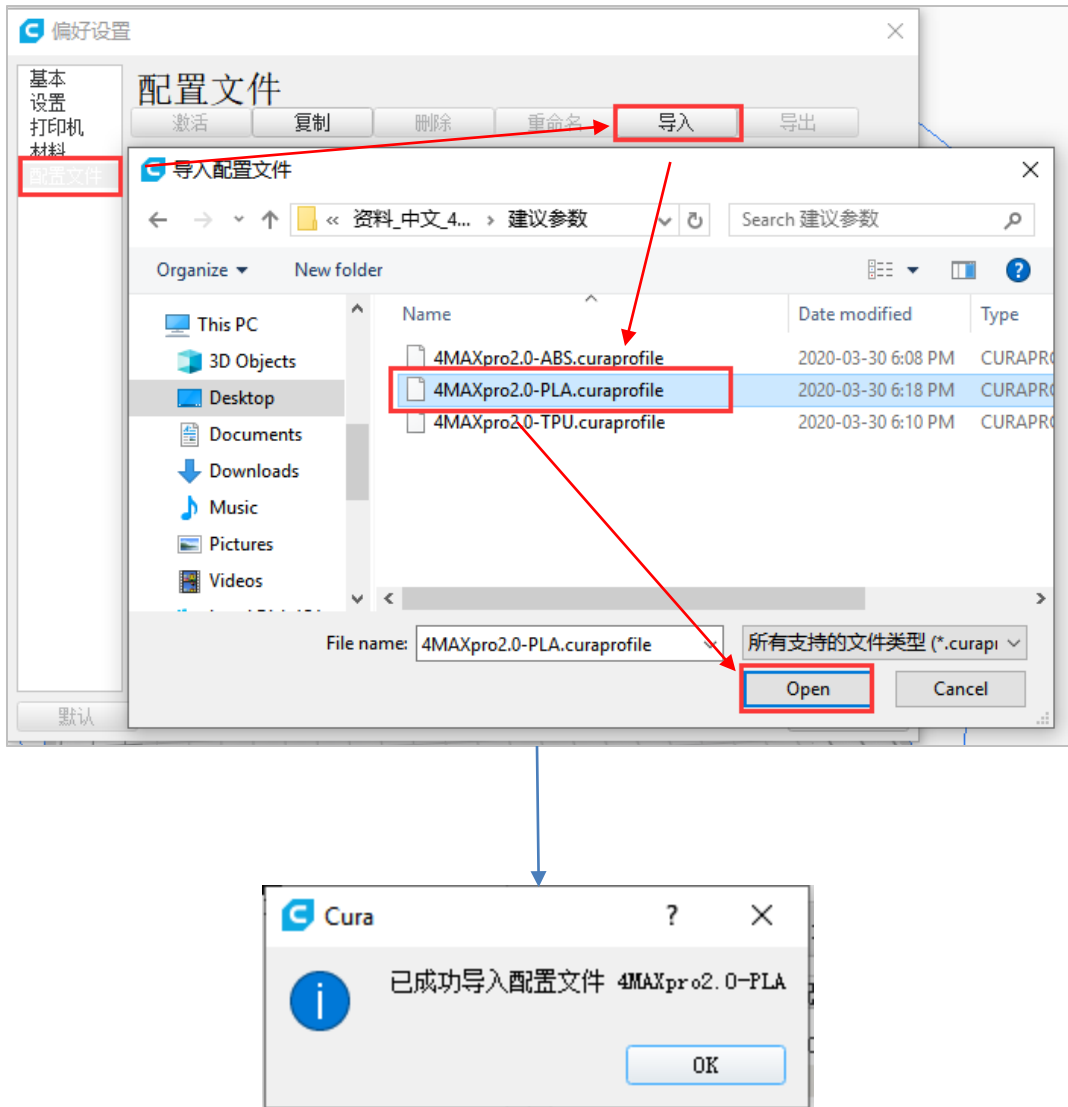 偏好设置
基本
设置
打印机
材料
配置文件
配置文件
激活 复制 删除 重命名 导入 导出
导入配置文件
« 资料_中文_4... › 建议参数
Search 建议参数
Organize New folder
This PC
3D Objects
Desktop
Documents
Downloads
Music
Pictures
Videos
Name Date modified Type
4MAXpro2.0-ABS.curaprofile 2020-03-30 6:08 PM CURAPR
4MAXpro2.0-PLA.curaprofile 2020-03-30 6:18 PM CURAPR
4MAXpro2.0-TPU.curaprofile 2020-03-30 6:10 PM CURAPR
File name: 4MAXpro2.0-PLA.curaprofile 所有支持的文件类型 (*.curapr
Open Cancel
默认
Cura ?
已成功导入配置文件 4MAXpro2.0-PLA
OK